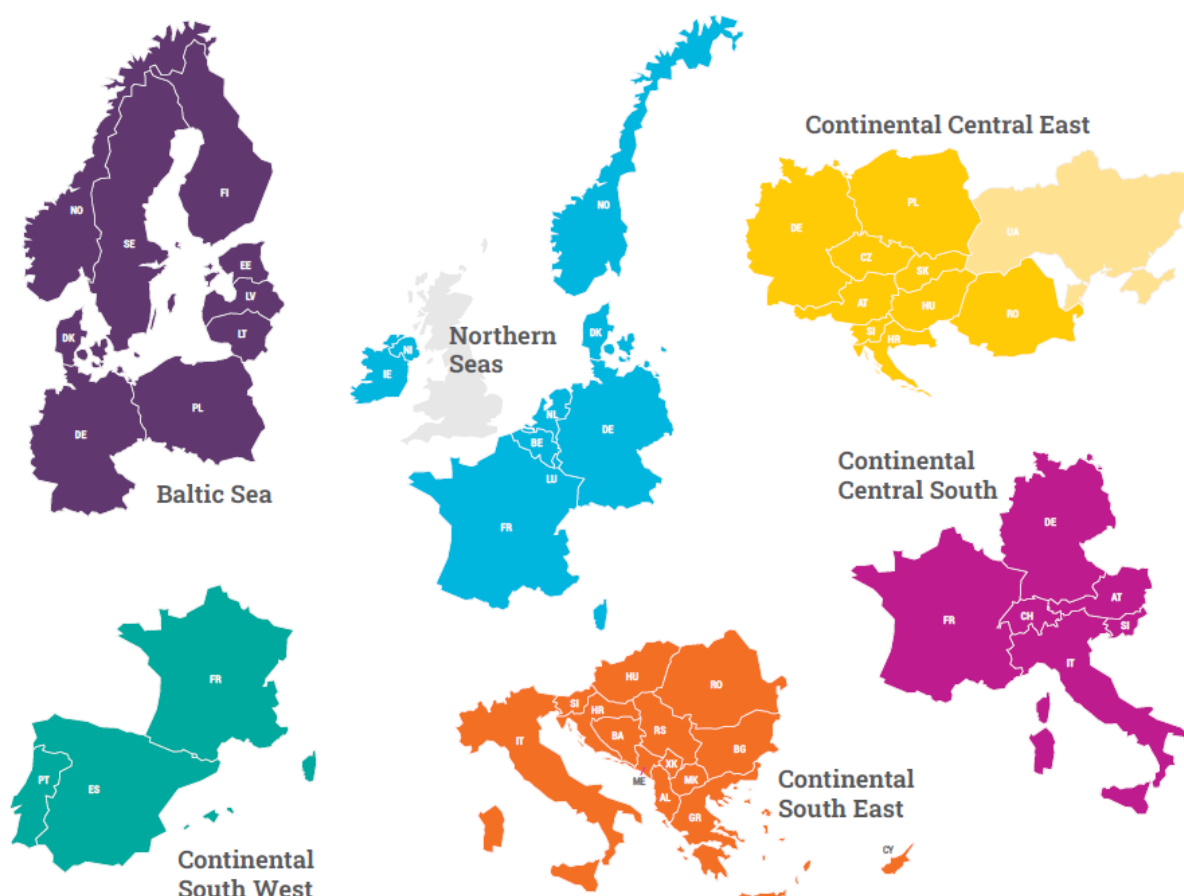 Baltic Sea
NO
SE
FI
EE
LV
LT
DK
DE
PL
Northern
Seas
NO
DK
NI
IE
NL
BE
DE
LU
FR
Continental Central East
DE
PL
UA
CZ
SK
AT
HU
RO
SI
HR
Continental
Central South
DE
FR
CH
AT
SI
IT
FR
PT
ES
Continental
South West
HU
RO
SI
HR
IT
BA
RS
BG
XK
ME
MK
AL
GR
CY
Continental
South East